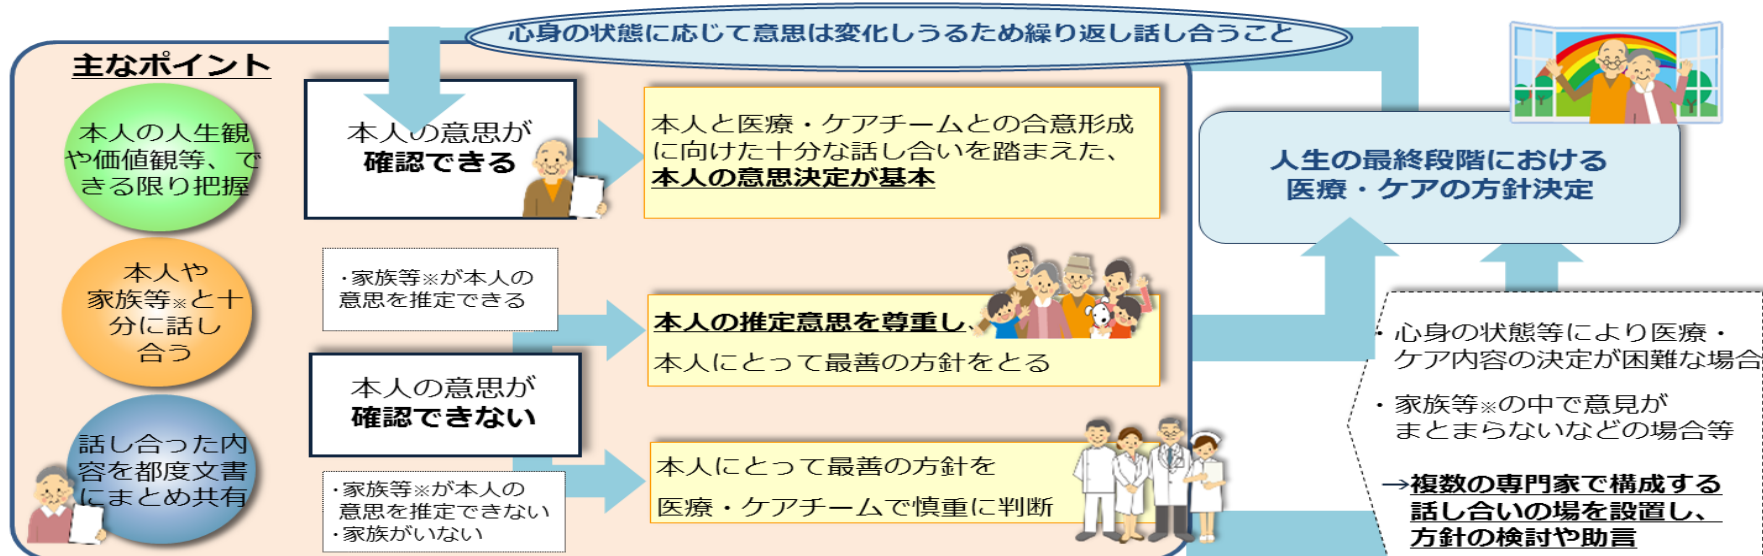 心身の状態に応じて意思は変化しうるため繰り返し話し合うこと
主なポイント
本人の人生観
や価値観等、で
きる限り把握
本人や
家族等※と十
分に話し
合う
話し合った内
容を都度文書
にまとめ共有
本人の意思が
確認できる
本人と医療・ケアチームとの合意形成
に向けた十分な話し合いを踏まえた、
本人の意思決定が基本
・家族等※が本人の
意思を推定できる
本人の推定意思を尊重し、
本人にとって最善の方針をとる
本人の意思が
確認できない
・家族等※が本人の
意思を推定できない
・家族がいない
本人にとって最善の方針を
医療・ケアチームで慎重に判断
人生の最終段階における
医療・ケアの方針決定
・心身の状態等により医療・
ケア内容の決定が困難な場合
・家族等※の中で意見が
まとまらないなどの場合等
→複数の専門家で構成する
話し合いの場を設置し、
方針の検討や助言